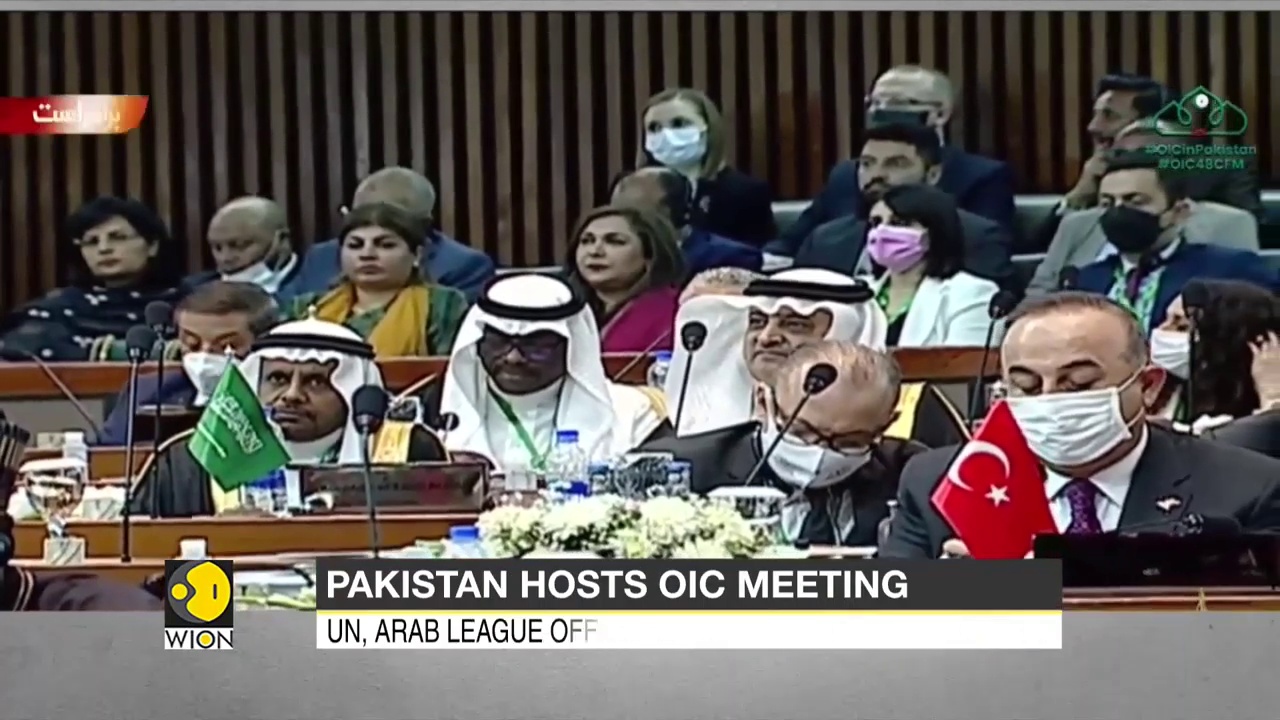 براہ راست
#OICinPakistan
#OIC48CFM
WION
PAKISTAN HOSTS OIC MEETING
UN, ARAB LEAGUE OFF